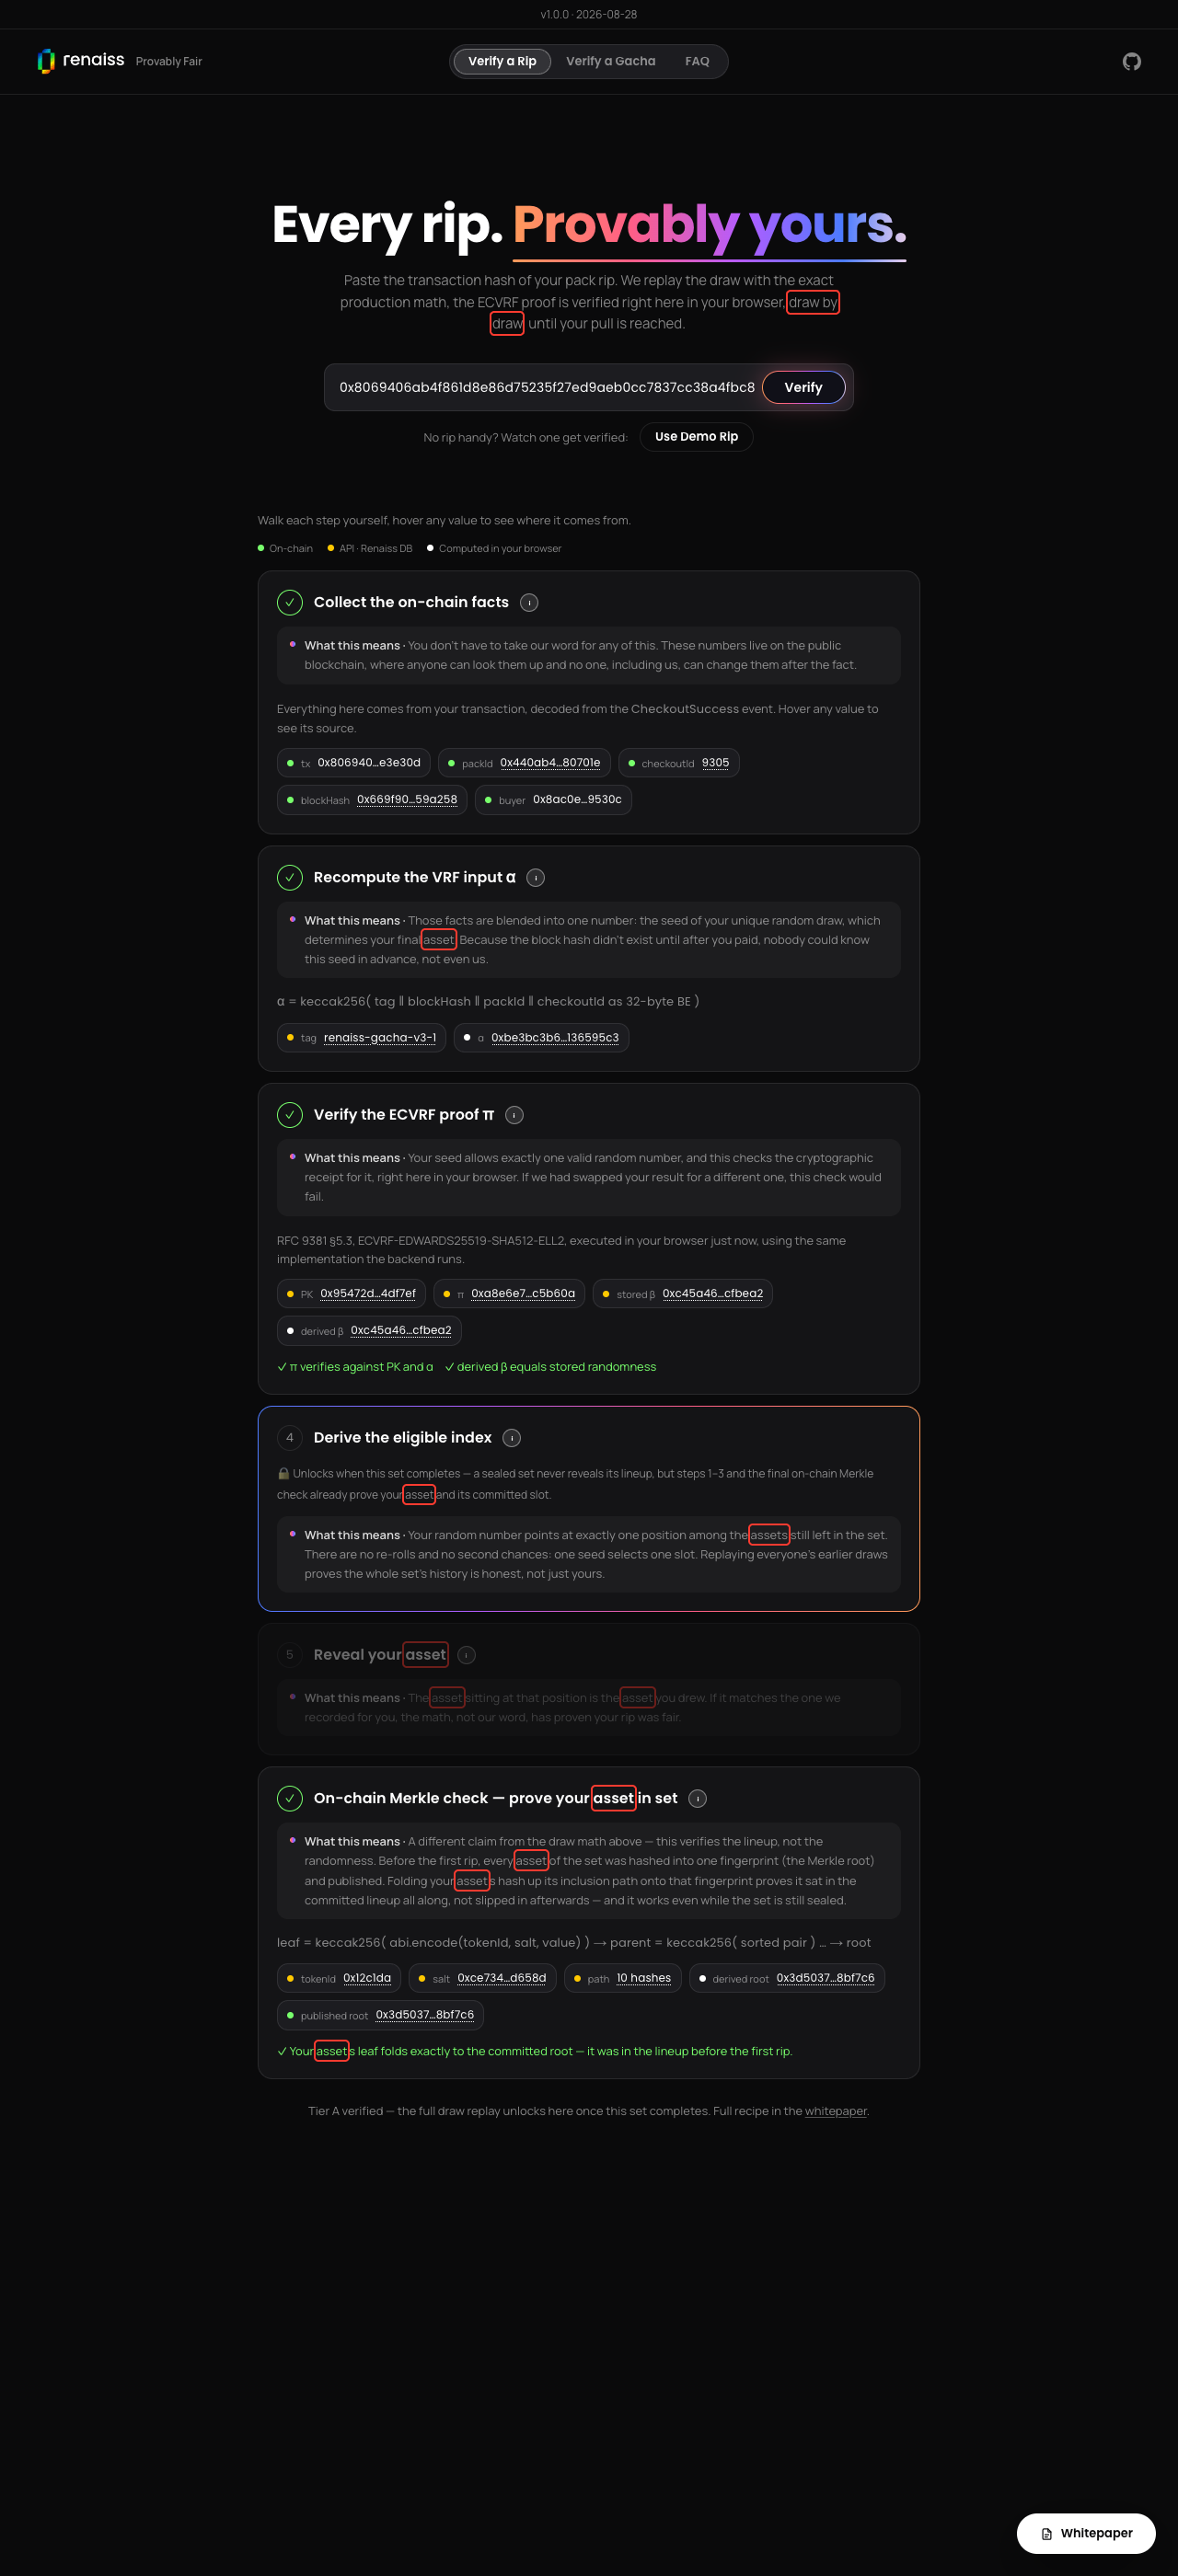 v1.0.0 · 2026-08-28
renaiss Provably Fair
Verify a Rip Verify a Gacha FAQ
Every rip. Provably yours.
Paste the transaction hash of your pack rip. We replay the draw with the exact
production math, the ECVRF proof is verified right here in your browser, draw by
draw until your pull is reached.
0x8069406ab4f861d8e86d75235f27ed9aeb0cc7837cc38a4fbc8 Verify
No rip handy? Watch one get verified: Use Demo Rip
Walk each step yourself, hover any value to see where it comes from.
On-chain API · Renaiss DB Computed in your browser
Collect the on-chain facts i
What this means · You don't have to take our word for any of this. These numbers live on the public
blockchain, where anyone can look them up and no one, including us, can change them after the fact.
Everything here comes from your transaction, decoded from the CheckoutSuccess event. Hover any value to
see its source.
tx 0x806940…e3e30d packId 0x440ab4…80701e checkoutId 9305
blockHash 0x669f90…59a258 buyer 0x8ac0e…9530c
Recompute the VRF input α i
What this means · Those facts are blended into one number: the seed of your unique random draw, which
determines your final asset. Because the block hash didn't exist until after you paid, nobody could know
this seed in advance, not even us.
α = keccak256( tag ‖ blockHash ‖ packId ‖ checkoutId as 32-byte BE )
tag renaiss-gacha-v3-1 α 0xbe3bc3b6…136595c3
Verify the ECVRF proof π i
What this means · Your seed allows exactly one valid random number, and this checks the cryptographic
receipt for it, right here in your browser. If we had swapped your result for a different one, this check would
fail.
RFC 9381 §5.3, ECVRF-EDWARDS25519-SHA512-ELL2, executed in your browser just now, using the same
implementation the backend runs.
PK 0x95472d…4df7ef π 0xa8e6e7…c5b60a stored β 0xc45a46…cfbea2
derived β 0xc45a46…cfbea2
✓ π verifies against PK and α ✓ derived β equals stored randomness
4 Derive the eligible index i
🔒 Unlocks when this set completes — a sealed set never reveals its lineup, but steps 1–3 and the final on-chain Merkle
check already prove your asset and its committed slot.
What this means · Your random number points at exactly one position among the assets still left in the set.
There are no re-rolls and no second chances: one seed selects one slot. Replaying everyone's earlier draws
proves the whole set's history is honest, not just yours.
5 Reveal your asset i
What this means · The asset sitting at that position is the asset you drew. If it matches the one we
recorded for you, the math, not our word, has proven your rip was fair.
On-chain Merkle check — prove your asset in set i
What this means · A different claim from the draw math above — this verifies the lineup, not the
randomness. Before the first rip, every asset of the set was hashed into one fingerprint (the Merkle root)
and published. Folding your asset s hash up its inclusion path onto that fingerprint proves it sat in the
committed lineup all along, not slipped in afterwards — and it works even while the set is still sealed.
leaf = keccak256( abi.encode(tokenId, salt, value) ) → parent = keccak256( sorted pair ) … → root
tokenId 0x12c1da salt 0xce734…d658d path 10 hashes derived root 0x3d5037…8bf7c6
published root 0x3d5037…8bf7c6
✓ Your asset s leaf folds exactly to the committed root — it was in the lineup before the first rip.
Tier A verified — the full draw replay unlocks here once this set completes. Full recipe in the whitepaper.
Whitepaper